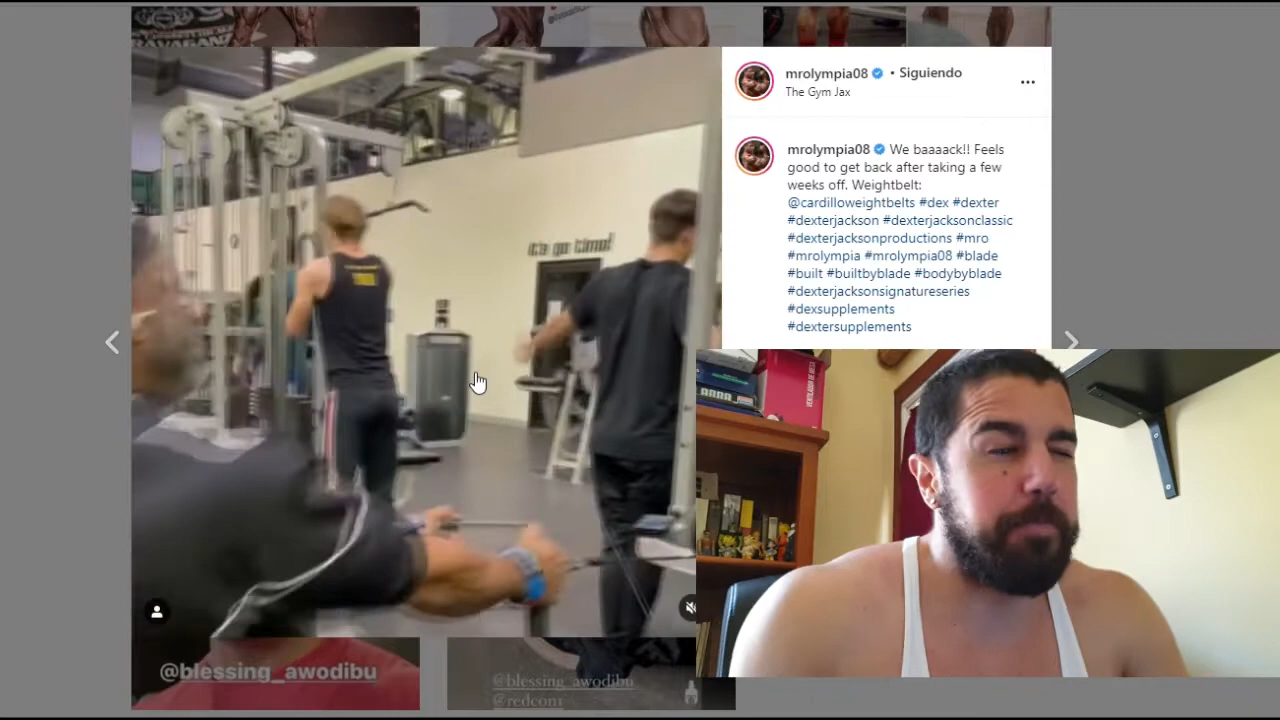 mrolympia08 • Siguiendo
The Gym Jax
mrolympia08 We baaaack!! Feels
good to get back after taking a few
weeks off. Weightbelt:
@cardilloweightbelts #dex #dexter
#dexterjackson #dexterjacksonclassic
#dexterjacksonproductions #mro
#mrolympia #mrolympia08 #blade
#built #builtbyblade #bodybyblade
#dexterjacksonsignatureseries
#dexsupplements
#dextersupplements
it's go time!
@blessing_awodibu
@blessing_awodibu
@redcon1